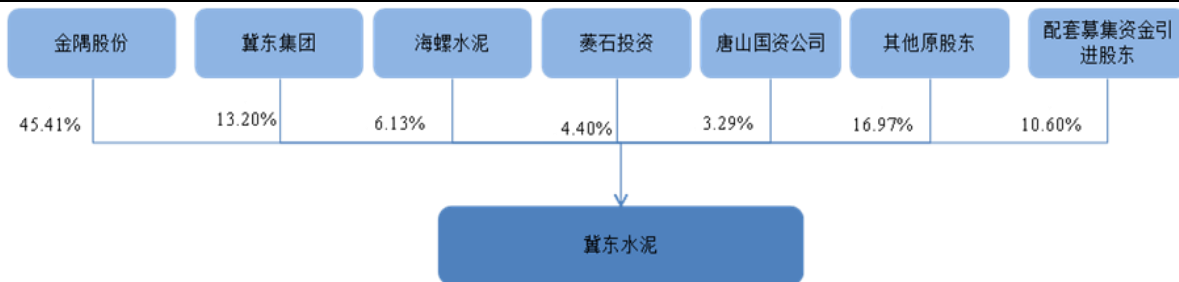 金隅股份
冀东集团
海螺水泥
菱石投资
唐山国资公司
其他原股东
配套募集资金引
进股东
45.41%
13.20%
6.13%
4.40%
3.29%
16.97%
10.60%
冀东水泥